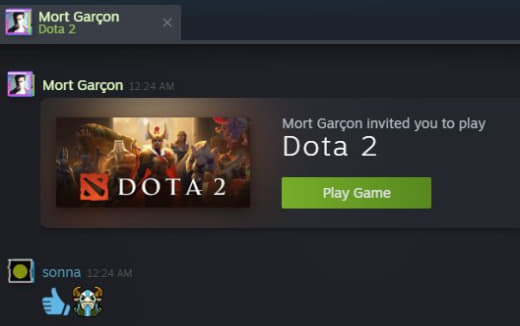 Mort Garçon
Dota 2
Mort Garçon 12:24 AM
Mort Garçon invited you to play
Dota 2
DOTA 2
Play Game
sonna 12:24 AM